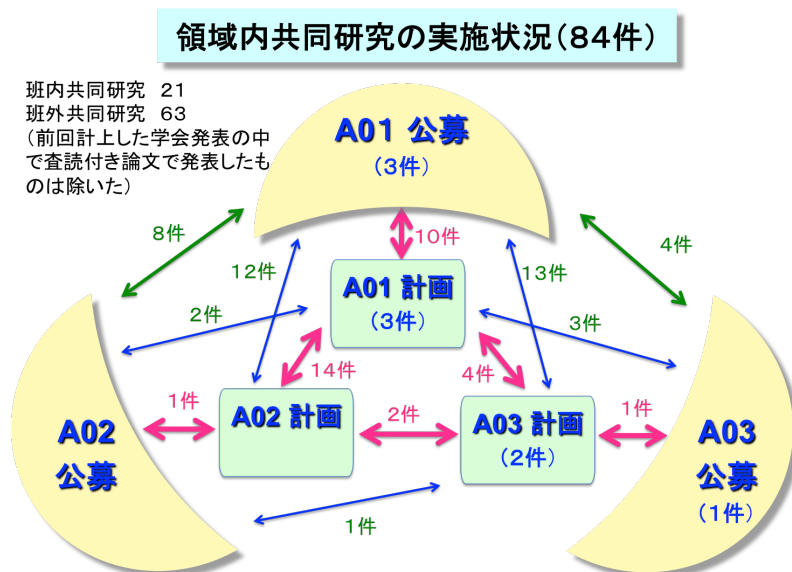 領域内共同研究の実施状況（84件）
班内共同研究　21
班外共同研究　63
（前回計上した学会発表の中
で査読付き論文で発表したも
のは除いた）
A01 公募
（3件）
8件
10件
4件
12件
13件
A01 計画
（3件）
2件
3件
14件
4件
1件
A02 計画
2件
A03 計画
（2件）
1件
A02
公募
A03
公募
（1件）
1件